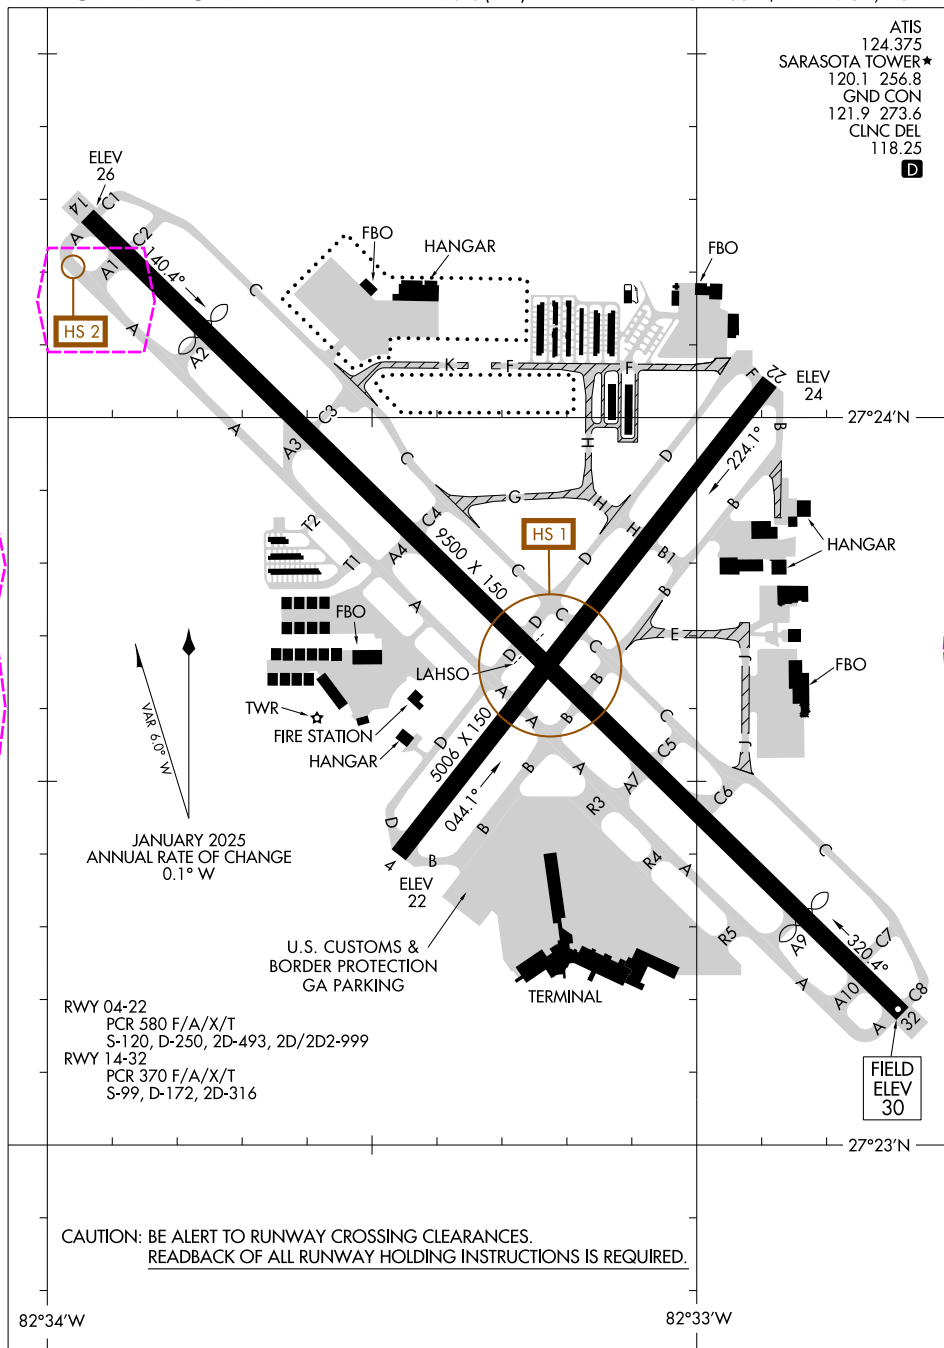 ATIS
124.375
SARASOTA TOWER★
120.1 256.8
GND CON
121.9 273.6
CLNC DEL
118.25
D
ELEV
26
14
C1
A
C2
A1
140.4°
HS 2
A
C
A2
FBO
HANGAR
FBO
K
F
F
F
22
ELEV
24
27°24'N
C3
A
A3
C
H
D
224.1°
B
G
B
H
H
C4
T2
9500 X 150
HS 1
T1
A4
C
D
B1
B
HANGAR
A
FBO
D
C
C
E
D
LAHSO
B
J
FBO
A
A
B
C
TWR
FIRE STATION
HANGAR
D
5006 X 150
C5
J
VAR 6.0° W
B
A
A7
C6
044.1°
R3
D
B
B
4
ELEV
22
JANUARY 2025
ANNUAL RATE OF CHANGE
0.1° W
R4
A
C
R5
A9
C7
320.4°
U.S. CUSTOMS &
BORDER PROTECTION
GA PARKING
TERMINAL
A
A10
C8
A
32
RWY 04-22
PCR 580 F/A/X/T
S-120, D-250, 2D-493, 2D/2D2-999
RWY 14-32
PCR 370 F/A/X/T
S-99, D-172, 2D-316
FIELD
ELEV
30
27°23'N
CAUTION: BE ALERT TO RUNWAY CROSSING CLEARANCES.
READBACK OF ALL RUNWAY HOLDING INSTRUCTIONS IS REQUIRED.
82°34'W
82°33'W